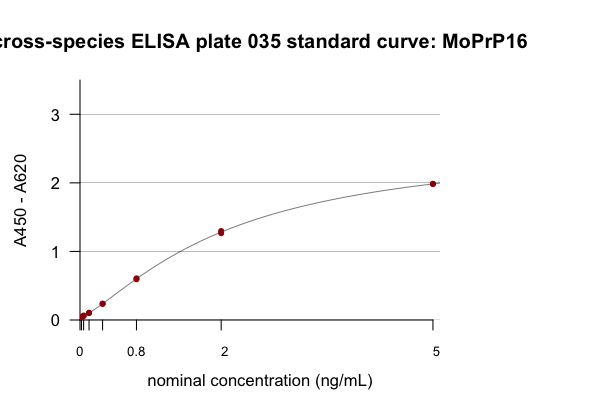 cross-species ELISA plate 035 standard curve: MoPrP16
A450 - A620
3
2
1
0
0 0.8 2 5
nominal concentration (ng/mL)